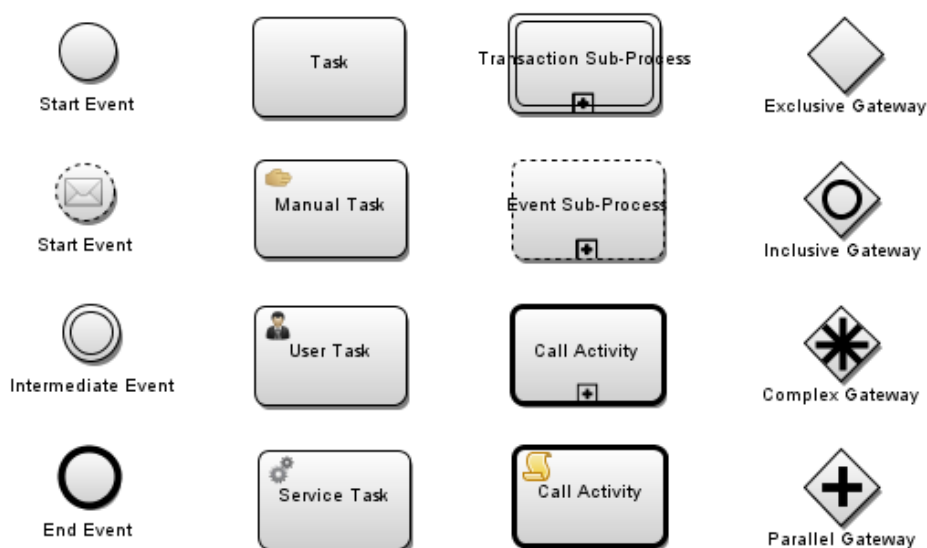 Task
Transaction Sub-Process
Start Event
Exclusive Gateway
Manual Task
Event Sub-Process
Start Event
Inclusive Gateway
User Task
Call Activity
Intermediate Event
Complex Gateway
Service Task
Call Activity
End Event
Parallel Gateway